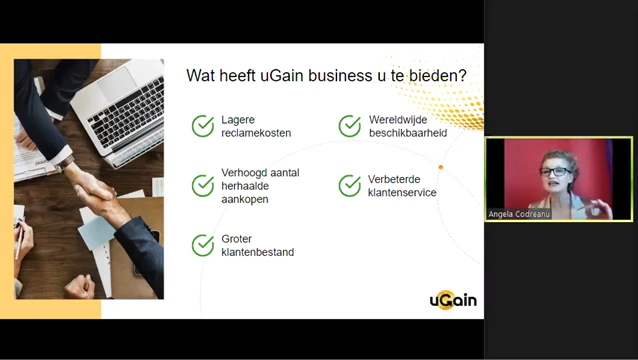 Wat heeft uGain business u te bieden?
Lagere
reclamekosten
Wereldwijde
beschikbaarheid
Verhoogd aantal
herhaalde
aankopen
Verbeterde
klantenservice
Groter
klantenbestand
uGain
Angela Codreanu